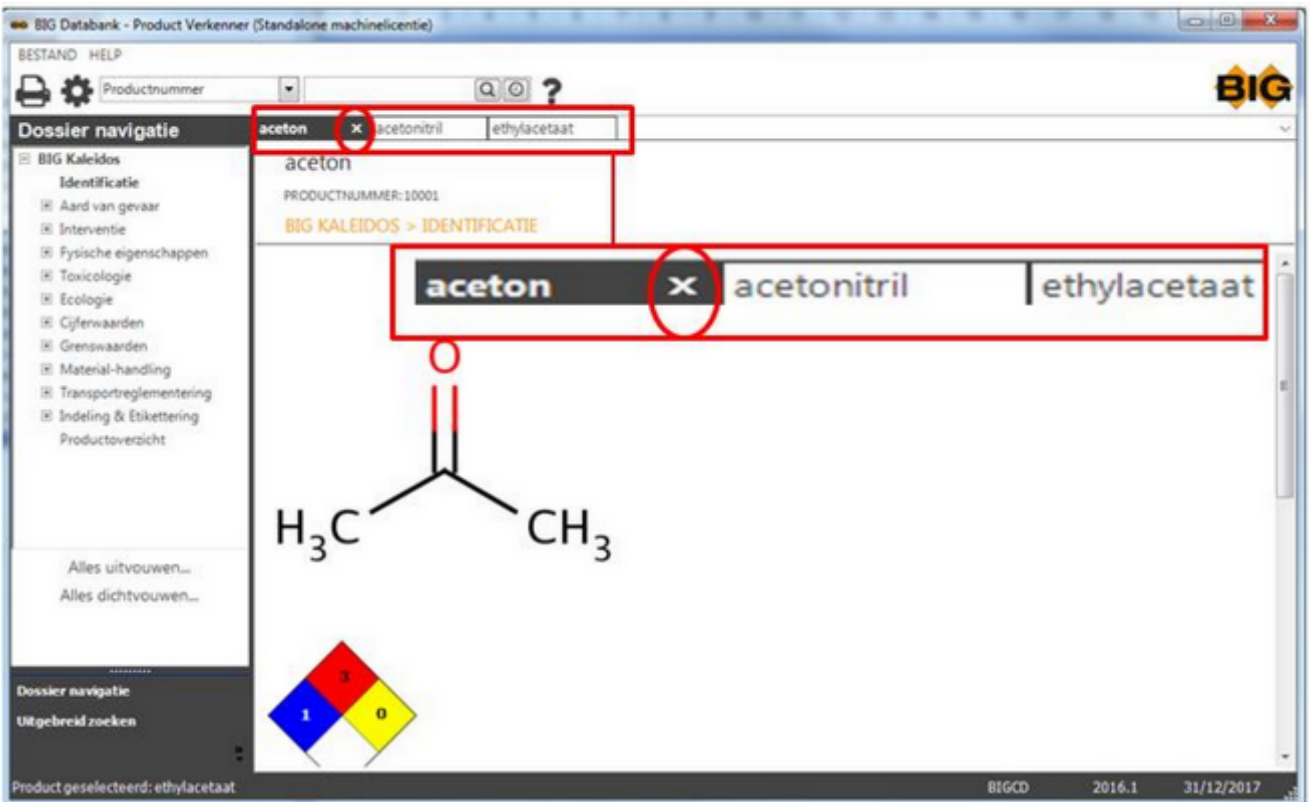 BIG Databank - Product Verkenner (Standalone machinelicentie)
BESTAND HELP
Productnummer ?
BIG
Dossier navigatie
aceton x acetonitril ethylacetaat
BIG Kaleidos
Identificatie
Aard van gevaar
Interventie
Fysische eigenschappen
Toxicologie
Ecologie
Cijferwaarden
Grenswaarden
Material-handling
Transportreglementering
Indeling & Etikettering
Productoverzicht
Alles uitvouwen...
Alles dichtvouwen...
Dossier navigatie
Uitgebreid zoeken
aceton
PRODUCTNUMMER:10001
BIG KALEIDOS > IDENTIFICATIE
aceton x acetonitril ethylacetaat
O
H3C CH3
3
1 0
Product geselecteerd: ethylacetaat BIGCD 2016.1 31/12/2017